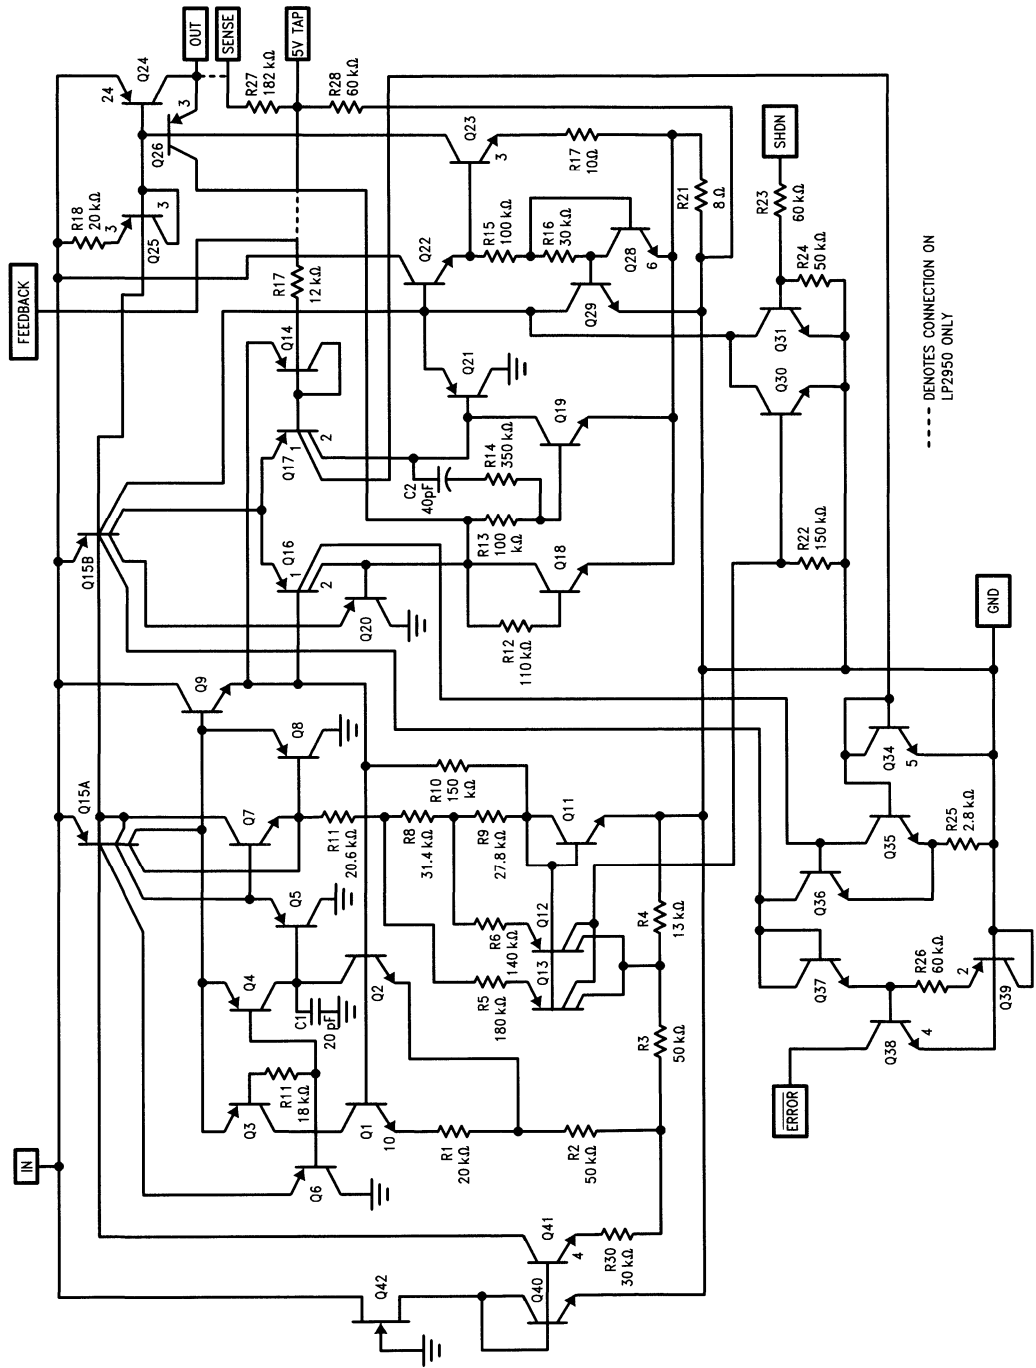 IN
FEEDBACK
OUT
SENSE
5V TAP
SHDN
GND
ERROR
Q42
Q40
Q41
4
R30
30 kΩ
Q6
Q3
R11
18 kΩ
Q1
10
R1
20 kΩ
R2
50 kΩ
Q4
C1
20 pF
Q2
Q5
R3
50 kΩ
R4
13 kΩ
R5
180 kΩ
R6
140 kΩ
Q13
Q12
Q15A
Q7
Q8
Q9
R11
20.6 kΩ
R8
31.4 kΩ
R9
27.8 kΩ
R10
150
kΩ
Q11
Q15B
Q16
1
2
Q17
1
2
Q14
Q20
R12
110 kΩ
R13
100
kΩ
Q18
C2
40pF
R14
350 kΩ
Q19
Q21
R17
12 kΩ
Q22
R15
100 kΩ
R16
30 kΩ
Q29
Q28
6
Q23
3
R17
10Ω
R21
8 Ω
R18
20 kΩ
3
Q25
3
Q26
3
24
Q24
R27
182 kΩ
R28
60 kΩ
R22
150 kΩ
Q30
Q31
R24
50 kΩ
R23
60 kΩ
Q34
5
Q35
R25
2.8 kΩ
Q36
Q37
Q38
4
R26
60 kΩ
2
Q39
DENOTES CONNECTION ON
LP2950 ONLY